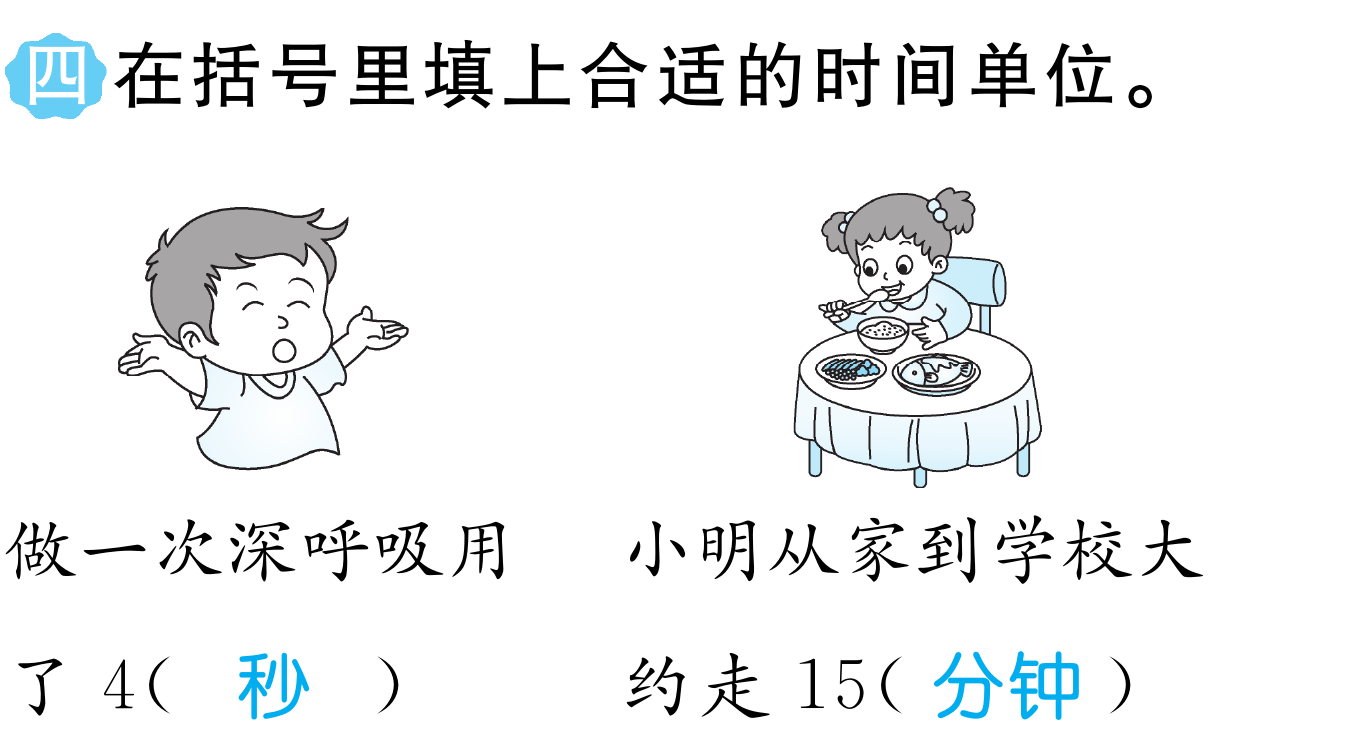 四 在括号里填上合适的时间单位。
做一次深呼吸用
了 4( 秒 )
小明从家到学校大
约走 15( 分钟 )